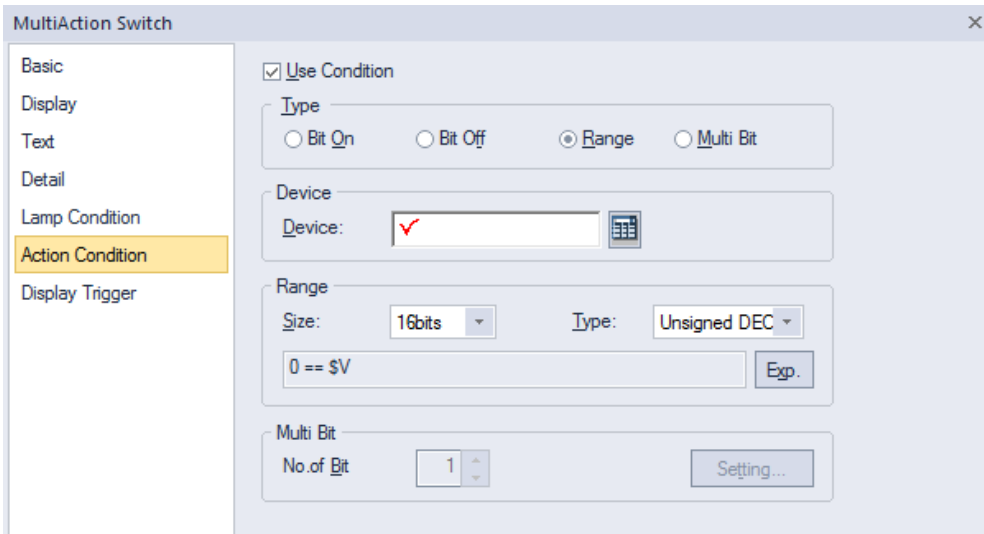 MultiAction Switch
Basic
Display
Text
Detail
Lamp Condition
Action Condition
Display Trigger
Use Condition
Type
Bit On Bit Off Range Multi Bit
Device
Device:
Range
Size: 16bits Type: Unsigned DEC
0 == $V Exp.
Multi Bit
No.of Bit 1 Setting...